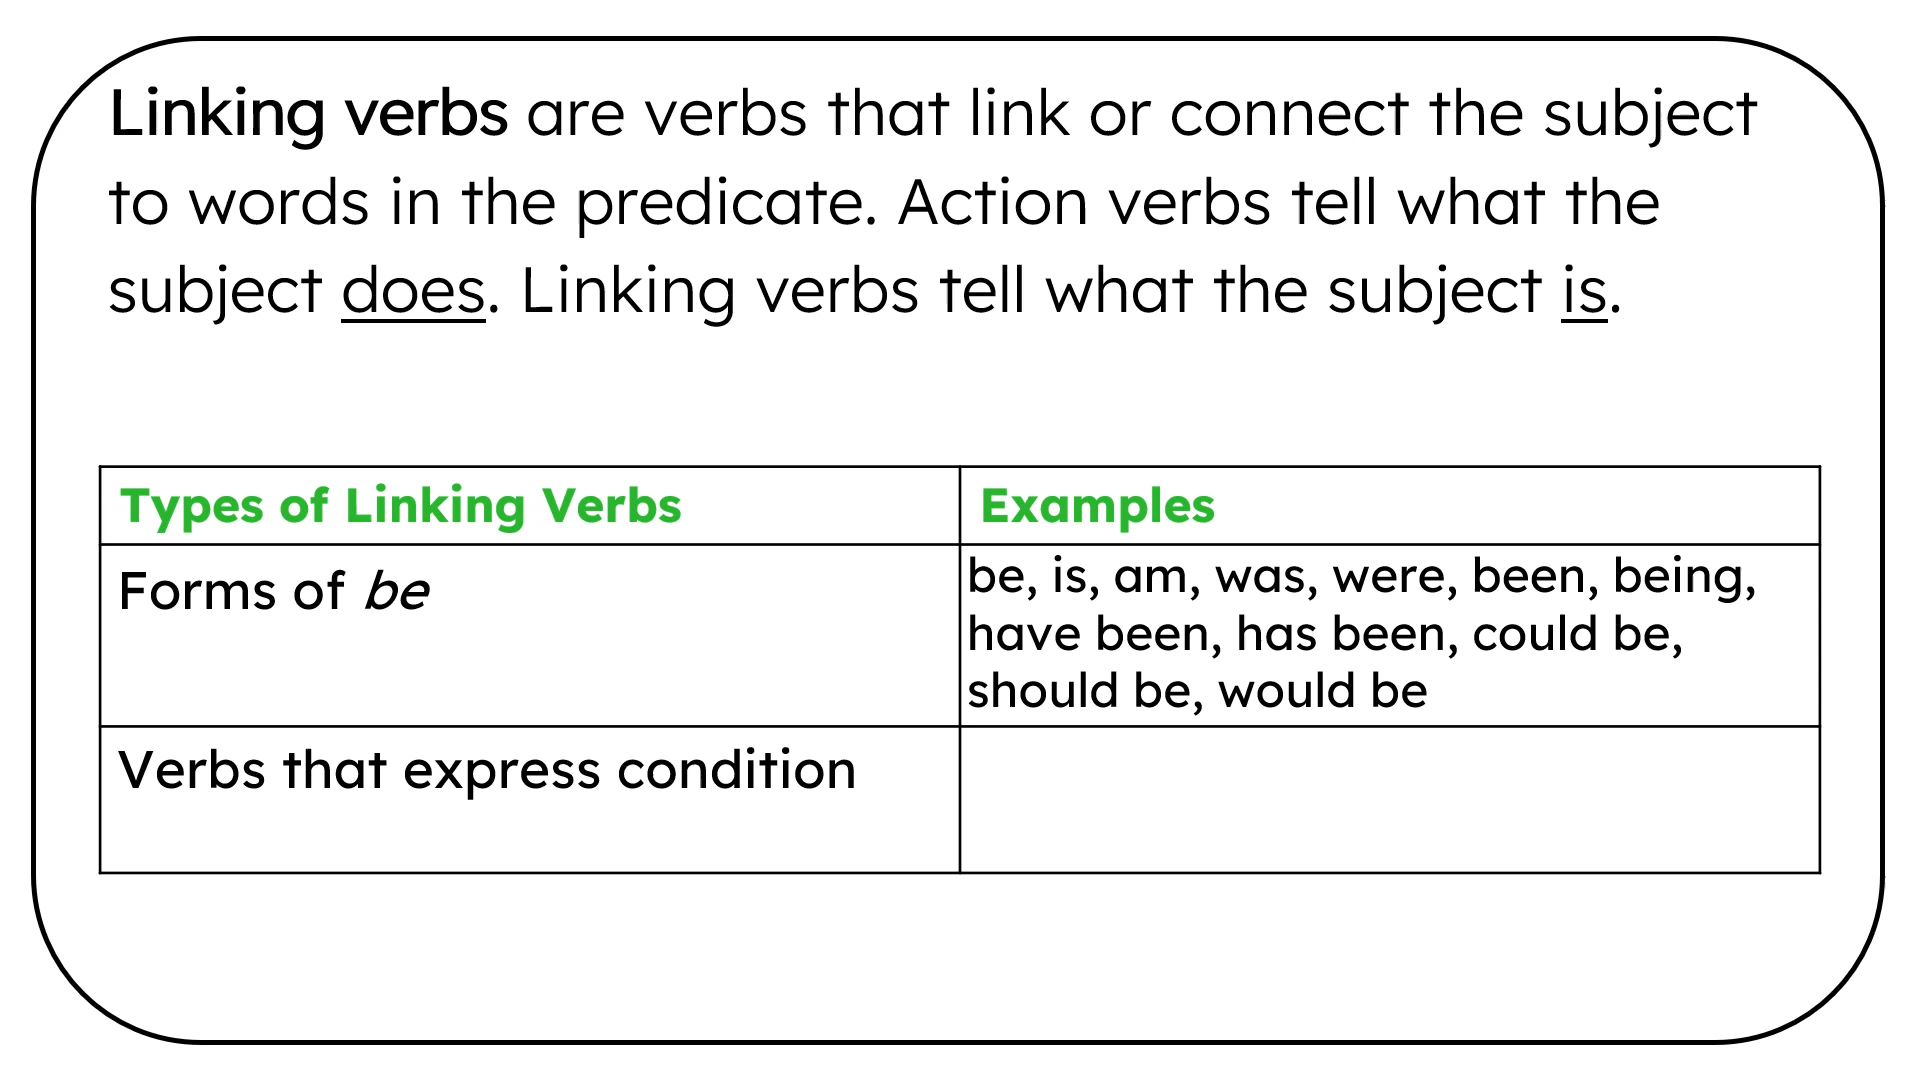 Linking verbs are verbs that link or connect the subject
to words in the predicate. Action verbs tell what the
subject does. Linking verbs tell what the subject is.
Types of Linking Verbs
Examples
Forms of be
be, is, am, was, were, been, being,
have been, has been, could be,
should be, would be
Verbs that express condition